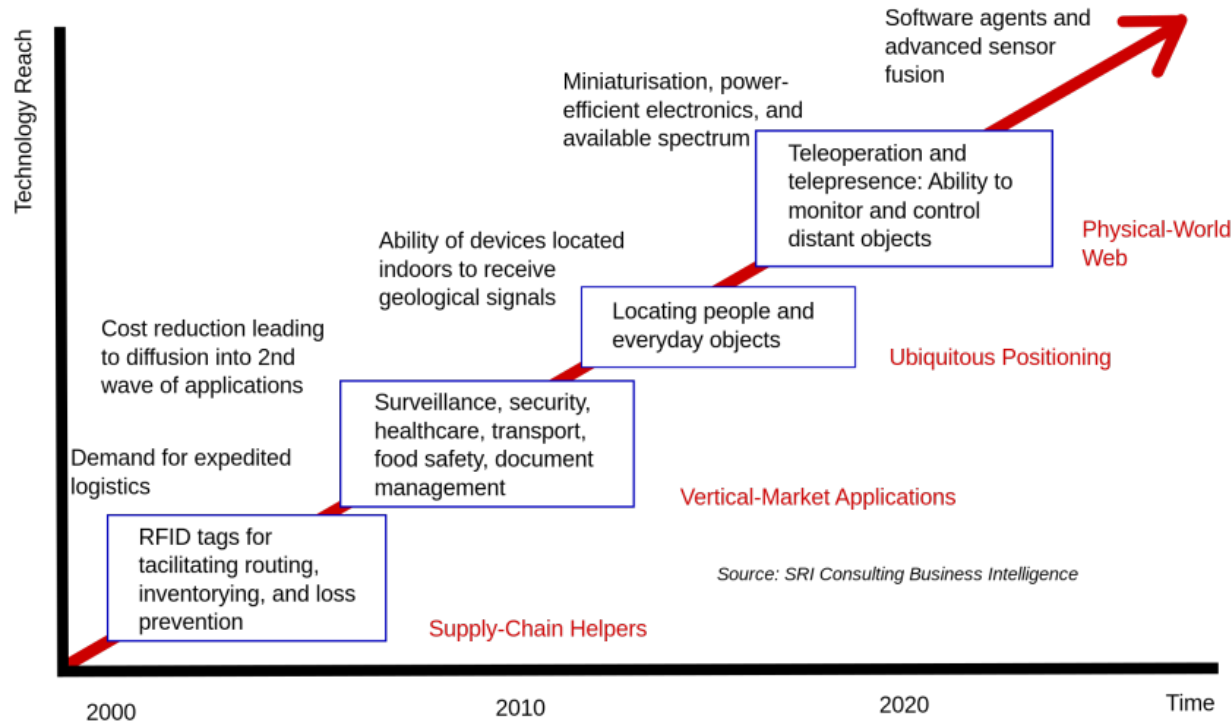 Technology Reach
Software agents and
advanced sensor
fusion
Miniaturisation, power-
efficient electronics, and
available spectrum
Teleoperation and
telepresence: Ability to
monitor and control
distant objects
Physical-World
Web
Ability of devices located
indoors to receive
geological signals
Locating people and
everyday objects
Ubiquitous Positioning
Cost reduction leading
to diffusion into 2nd
wave of applications
Surveillance, security,
healthcare, transport,
food safety, document
management
Vertical-Market Applications
Demand for expedited
logistics
RFID tags for
tacilitating routing,
inventorying, and loss
prevention
Supply-Chain Helpers
Source: SRI Consulting Business Intelligence
2000
2010
2020
Time